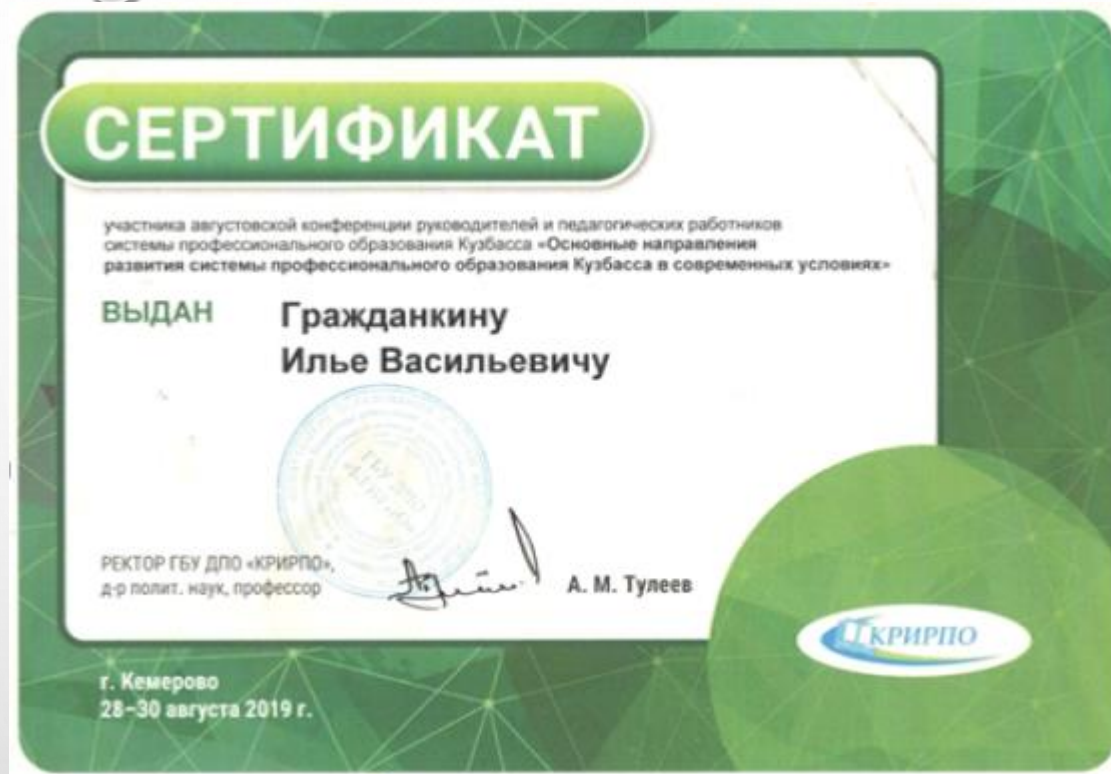 СЕРТИФИКАТ
участника августовской конференции руководителей и педагогических работников
системы профессионального образования Кузбасса «Основные направления
развития системы профессионального образования Кузбасса в современных условиях»
ВЫДАН Гражданкину
Илье Васильевичу
РЕКТОР ГБУ ДПО «КРИРПО»,
д-р полит. наук, профессор А. М. Тулеев
КРИРПО
г. Кемерово
28–30 августа 2019 г.